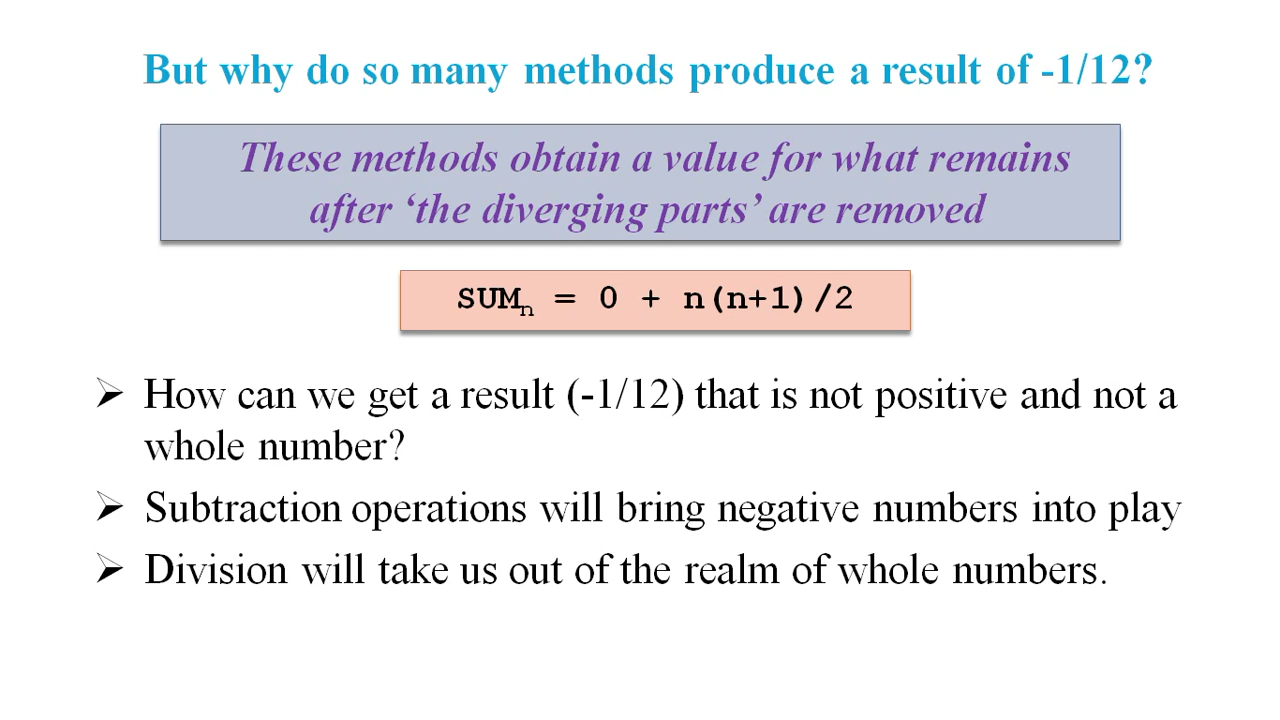 But why do so many methods produce a result of -1/12?
These methods obtain a value for what remains
after ‘the diverging parts’ are removed
SUMn = 0 + n(n+1)/2
➢ How can we get a result (-1/12) that is not positive and not a
whole number?
➢ Subtraction operations will bring negative numbers into play
➢ Division will take us out of the realm of whole numbers.